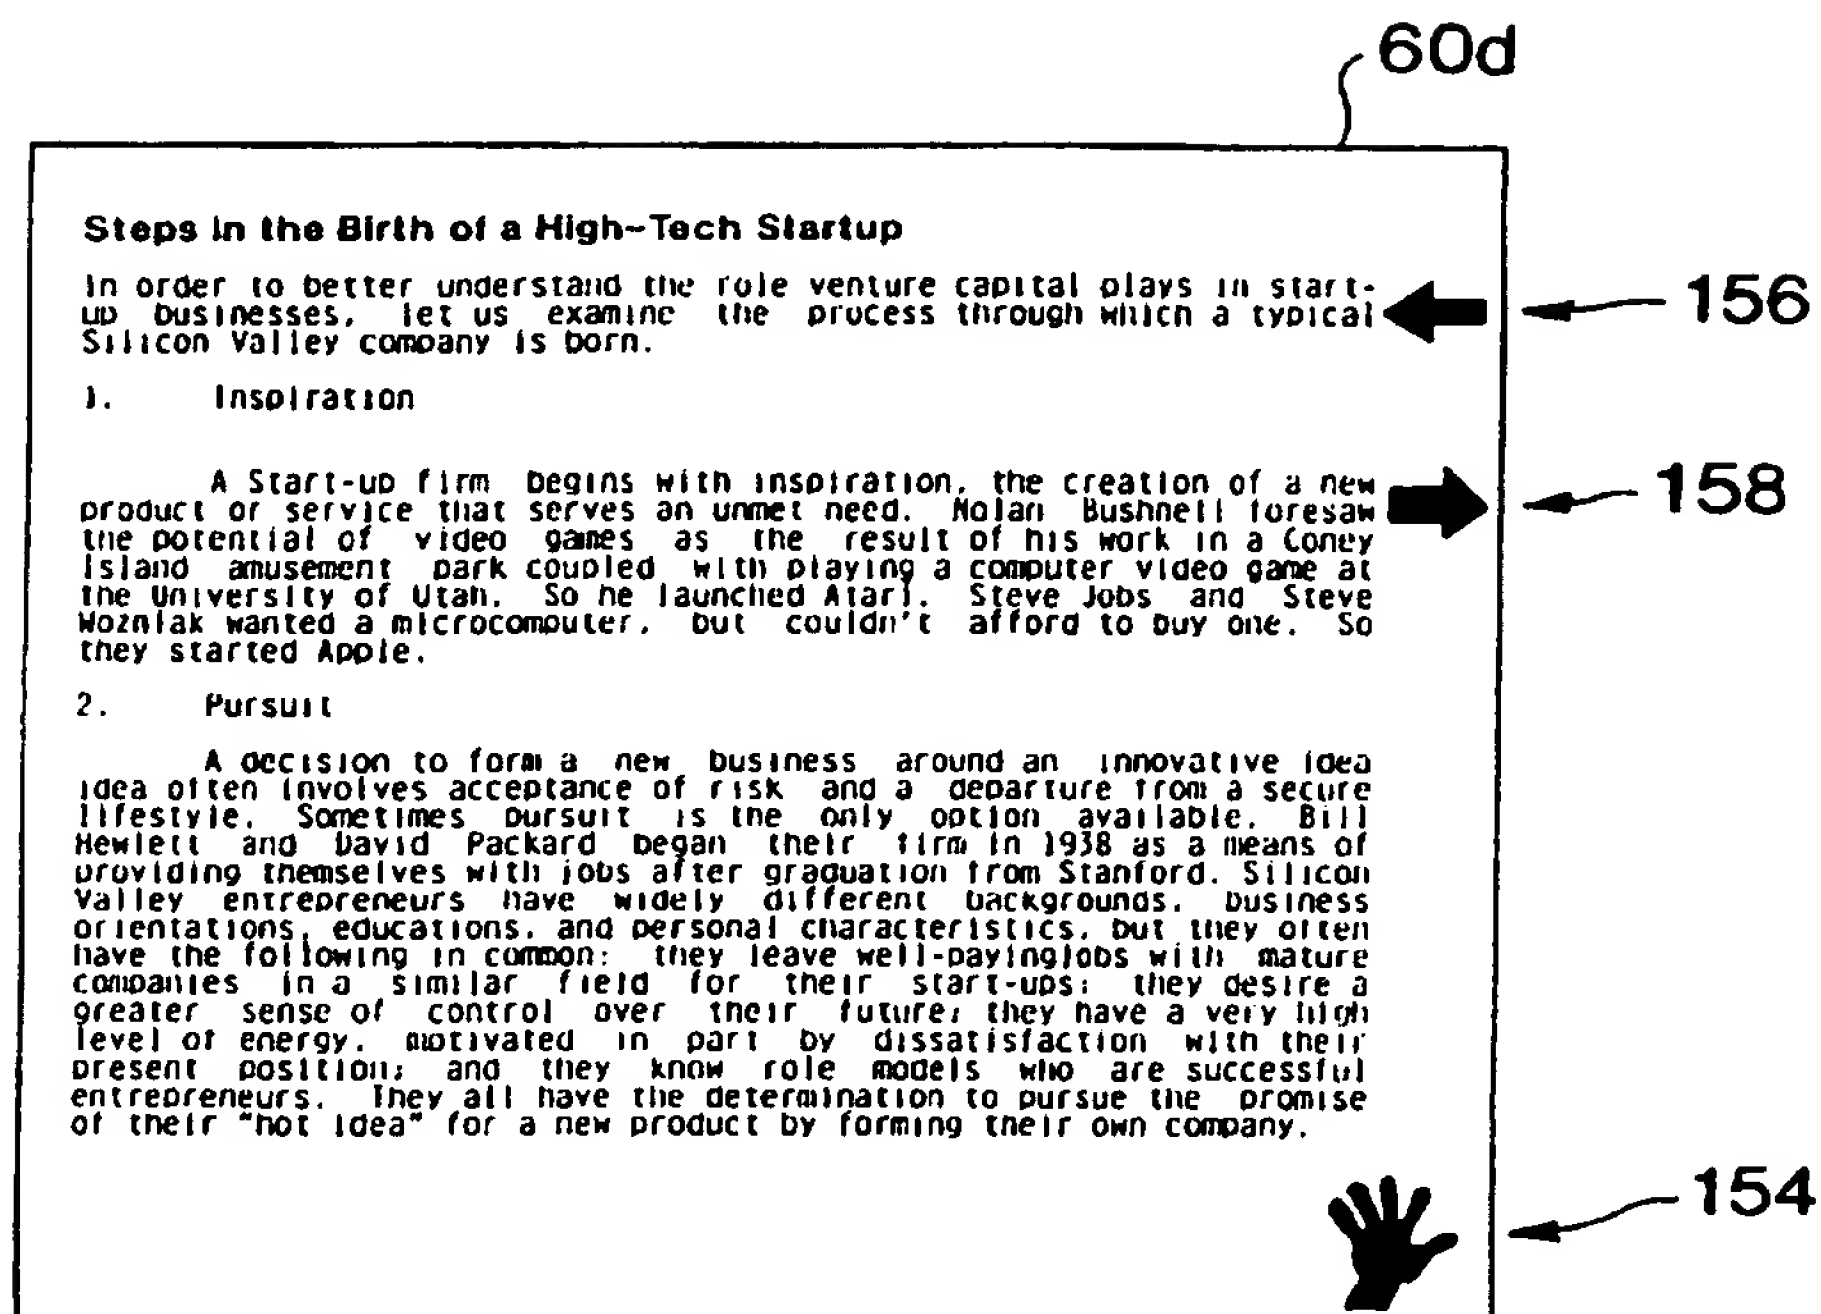 60d
Steps in the Birth of a High-Tech Startup
In order to better understand the role venture capital plays in start-
up businesses, let us examine the process through which a typical
Silicon Valley company is born.
156
1. Inspiration
A Start-up firm begins with inspiration, the creation of a new
product or service that serves an unmet need. Nolan Bushnell foresaw
158
the potential of video games as the result of his work in a Coney
Island amusement park coupled with playing a computer video game at
the University of Utah. So he launched Atari. Steve Jobs and Steve
Wozniak wanted a microcomputer, but couldn't afford to buy one. So
they started Apple.
2. Pursuit
A decision to form a new business around an innovative idea
idea often involves acceptance of risk and a departure from a secure
lifestyle. Sometimes pursuit is the only option available. Bill
Hewlett and David Packard began their firm in 1938 as a means of
providing themselves with jobs after graduation from Stanford. Silicon
Valley entrepreneurs have widely different backgrounds, business
orientations, educations, and personal characteristics, but they often
have the following in common: they leave well-payingjobs with mature
companies in a similar field for their start-ups; they desire a
greater sense of control over their future; they have a very high
level of energy, motivated in part by dissatisfaction with their
present position; and they know role models who are successful
entrepreneurs. They all have the determination to pursue the promise
of their "hot idea" for a new product by forming their own company.
154